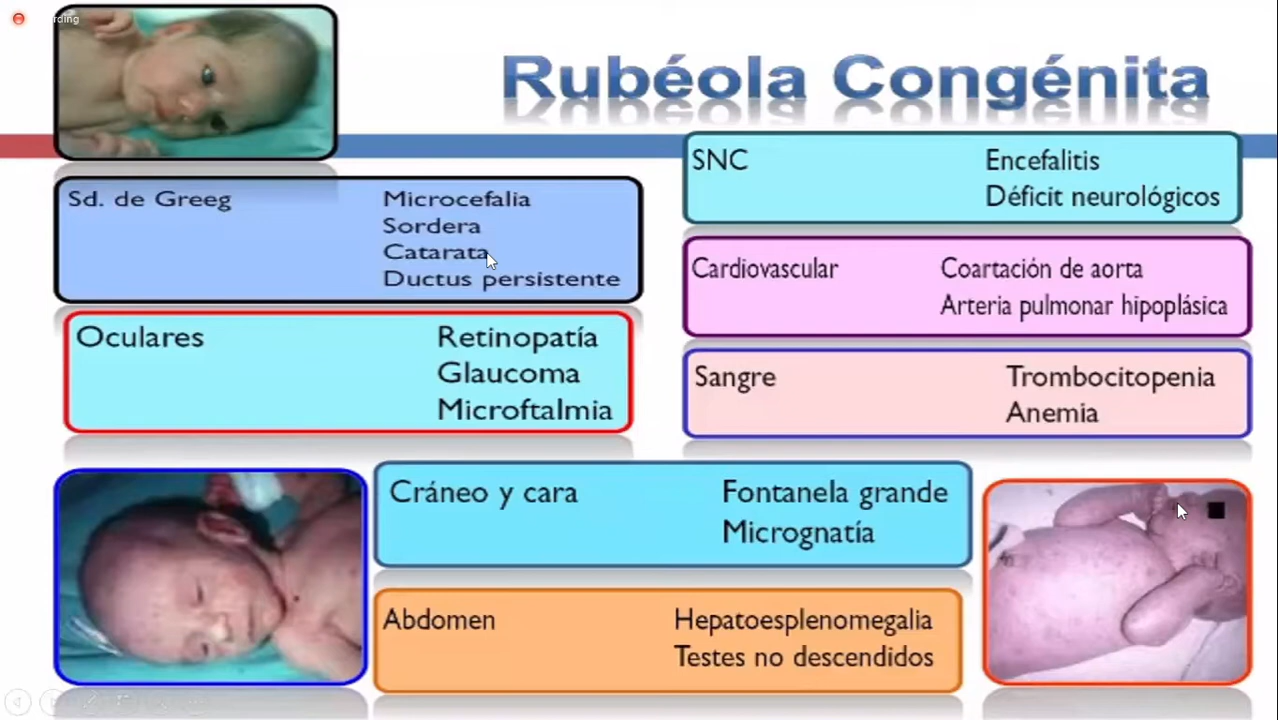 Rubéola Congénita
Sd. de Greeg
Microcefalia
Sordera
Catarata
Ductus persistente
Oculares
Retinopatía
Glaucoma
Microftalmia
SNC
Encefalitis
Déficit neurológicos
Cardiovascular
Coartación de aorta
Arteria pulmonar hipoplásica
Sangre
Trombocitopenia
Anemia
Cráneo y cara
Fontanela grande
Micrognatía
Abdomen
Hepatoesplenomegalia
Testes no descendidos